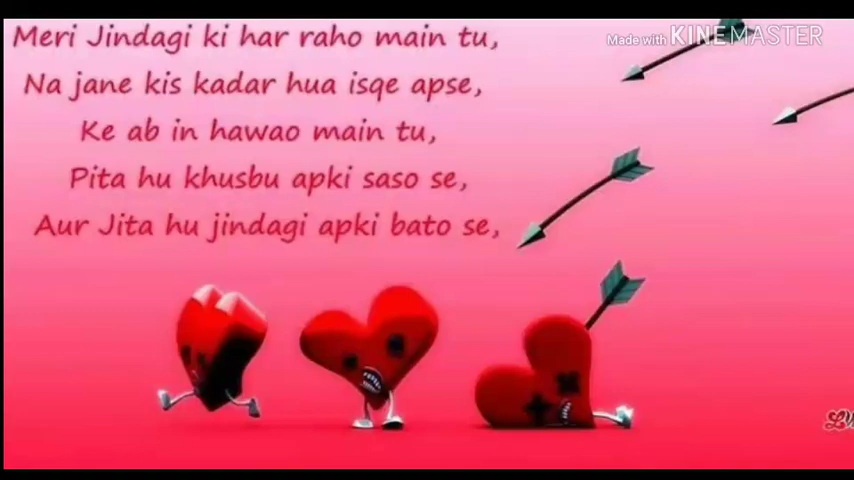 Meri Jindagi ki har raho main tu,
Made with KINEMASTER
Na jane kis kadar hua isqe apse,
Ke ab in hawao main tu,
Pita hu khusbu apki saso se,
Aur Jita hu jindagi apki bato se,